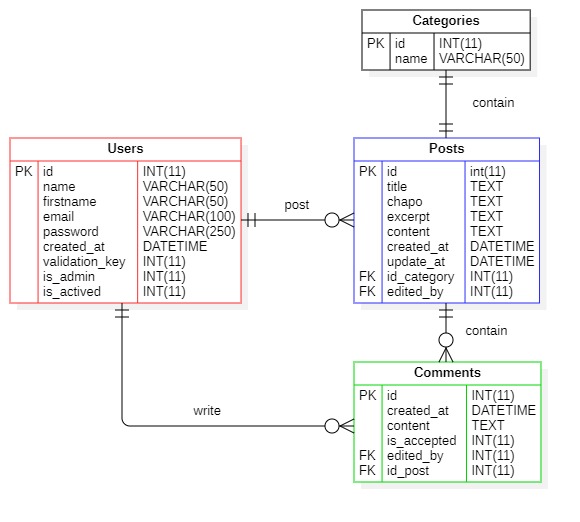 Categories
PK id INT(11)
name VARCHAR(50)
contain
Users
PK id INT(11)
name VARCHAR(50)
firstname VARCHAR(50)
email VARCHAR(100)
password VARCHAR(250)
created_at DATETIME
validation_key INT(11)
is_admin INT(11)
is_actived INT(11)
post
Posts
PK id int(11)
title TEXT
chapo TEXT
excerpt TEXT
content TEXT
created_at DATETIME
update_at DATETIME
FK id_category INT(11)
FK edited_by INT(11)
contain
write
Comments
PK id INT(11)
created_at DATETIME
content TEXT
is_accepted INT(11)
FK edited_by INT(11)
FK id_post INT(11)